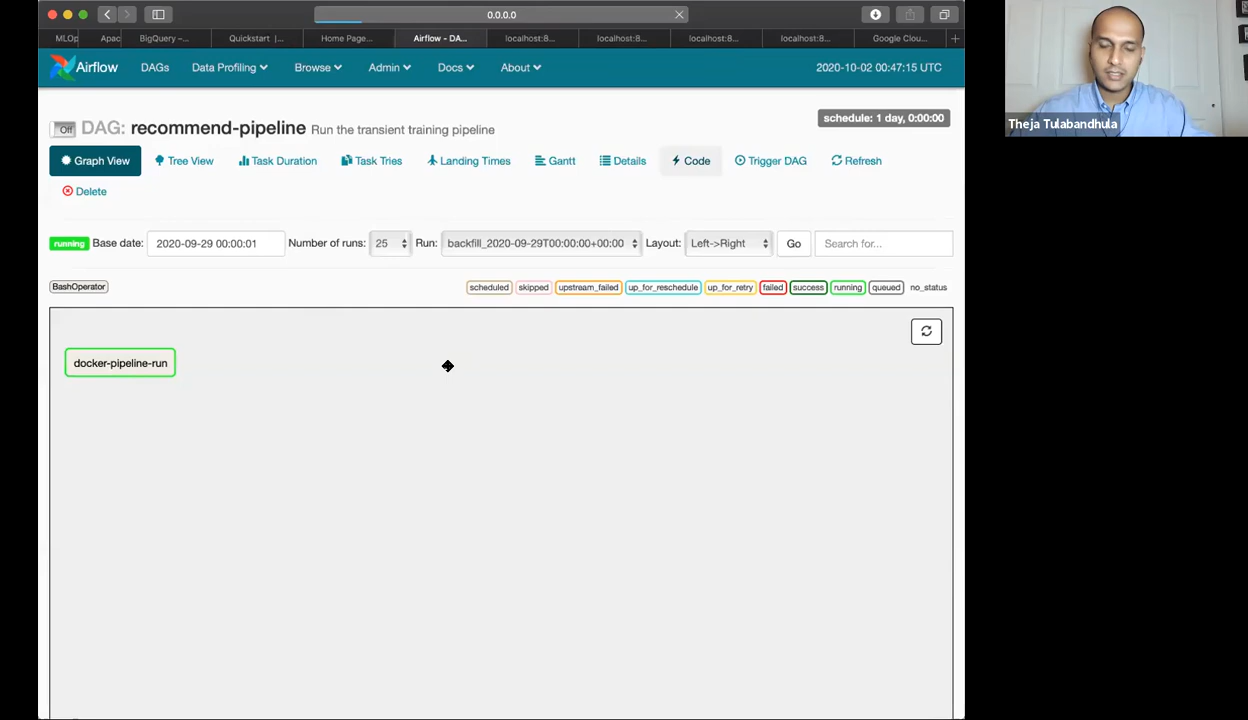 0.0.0.0
MLOp
Apac
BigQuery –...
Quickstart |...
Home Page...
Airflow - DA...
localhost:8...
localhost:8...
localhost:8...
localhost:8...
Google Clou...
Airflow DAGs Data Profiling Browse Admin Docs About 2020-10-02 00:47:15 UTC
Off DAG: recommend-pipeline Run the transient training pipeline schedule: 1 day, 0:00:00
Graph View Tree View Task Duration Task Tries Landing Times Gantt Details Code Trigger DAG Refresh
Delete
running Base date: 2020-09-29 00:00:01 Number of runs: 25 Run: backfill_2020-09-29T00:00:00+00:00 Layout: Left->Right Go Search for...
BashOperator scheduled skipped upstream_failed up_for_reschedule up_for_retry failed success running queued no_status
docker-pipeline-run
Theja Tulabandhula